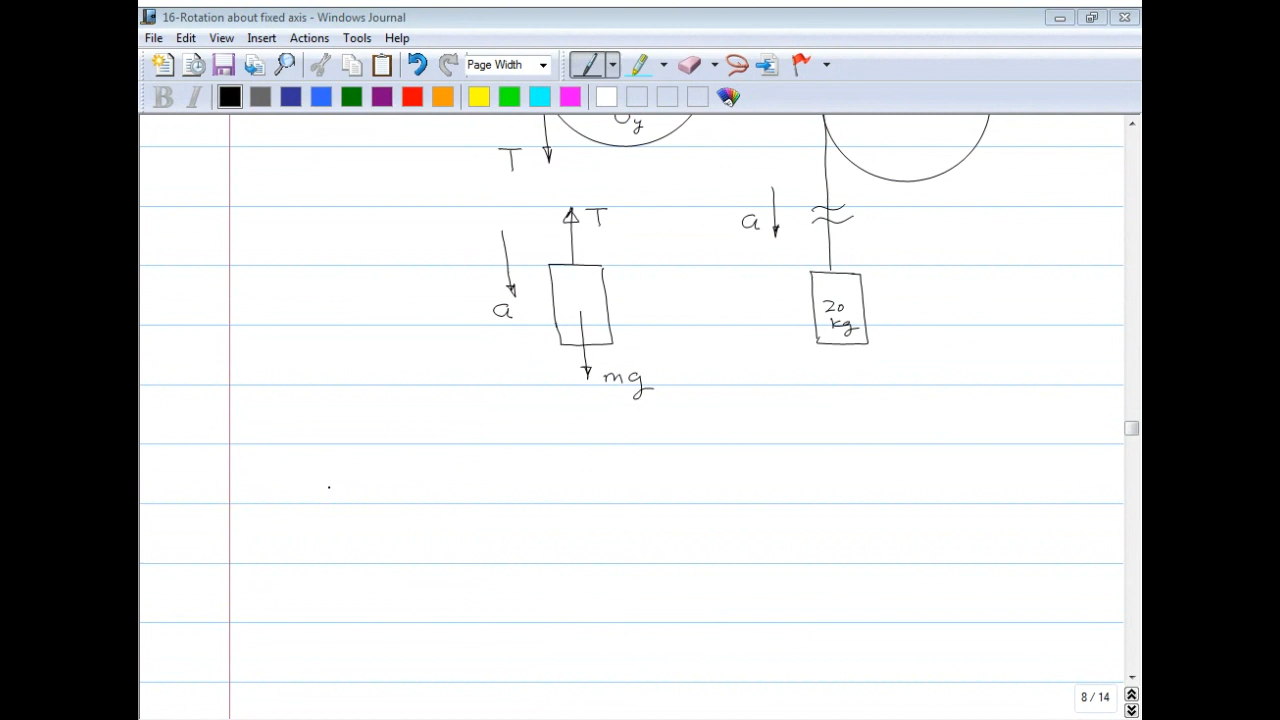 16-Rotation about fixed axis - Windows Journal
File Edit View Insert Actions Tools Help
Page Width
B I
Oy
T
T
a
a
20
kg
mg
8 / 14